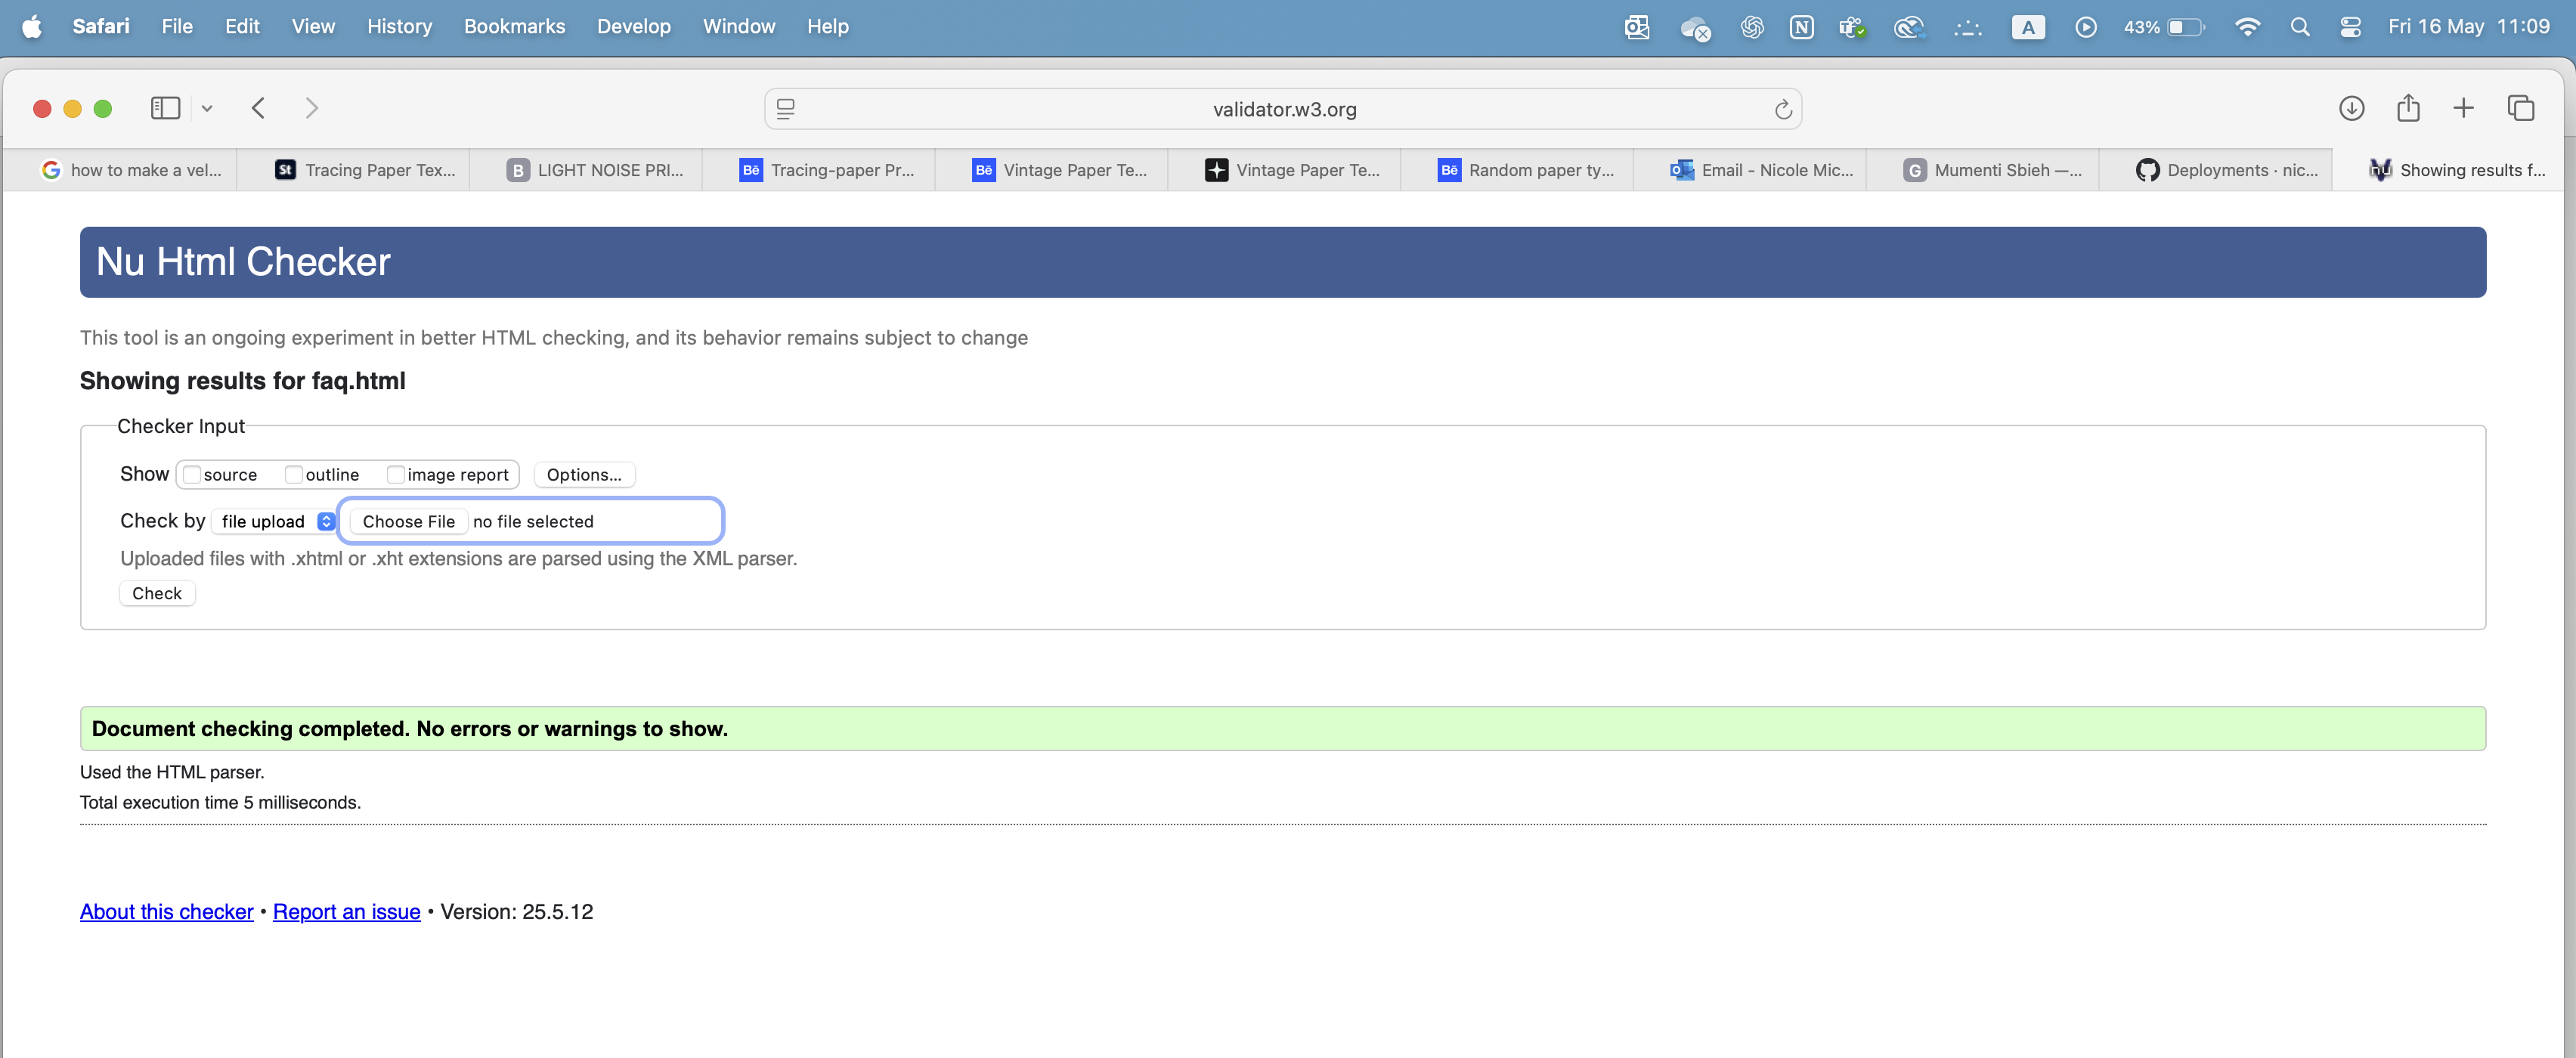 Safari File Edit View History Bookmarks Develop Window Help A 43% Fri 16 May 11:09
validator.w3.org
how to make a vel... St Tracing Paper Tex... B LIGHT NOISE PRI... Bē Tracing-paper Pr... Bē Vintage Paper Te... Vintage Paper Te... Bē Random paper ty... Email - Nicole Mic... G Mumenti Sbieh —... Deployments · nic... nu Showing results f...
Nu Html Checker
This tool is an ongoing experiment in better HTML checking, and its behavior remains subject to change
Showing results for faq.html
Checker Input
Show source outline image report Options...
Check by file upload Choose File no file selected
Uploaded files with .xhtml or .xht extensions are parsed using the XML parser.
Check
Document checking completed. No errors or warnings to show.
Used the HTML parser.
Total execution time 5 milliseconds.
About this checker • Report an issue • Version: 25.5.12